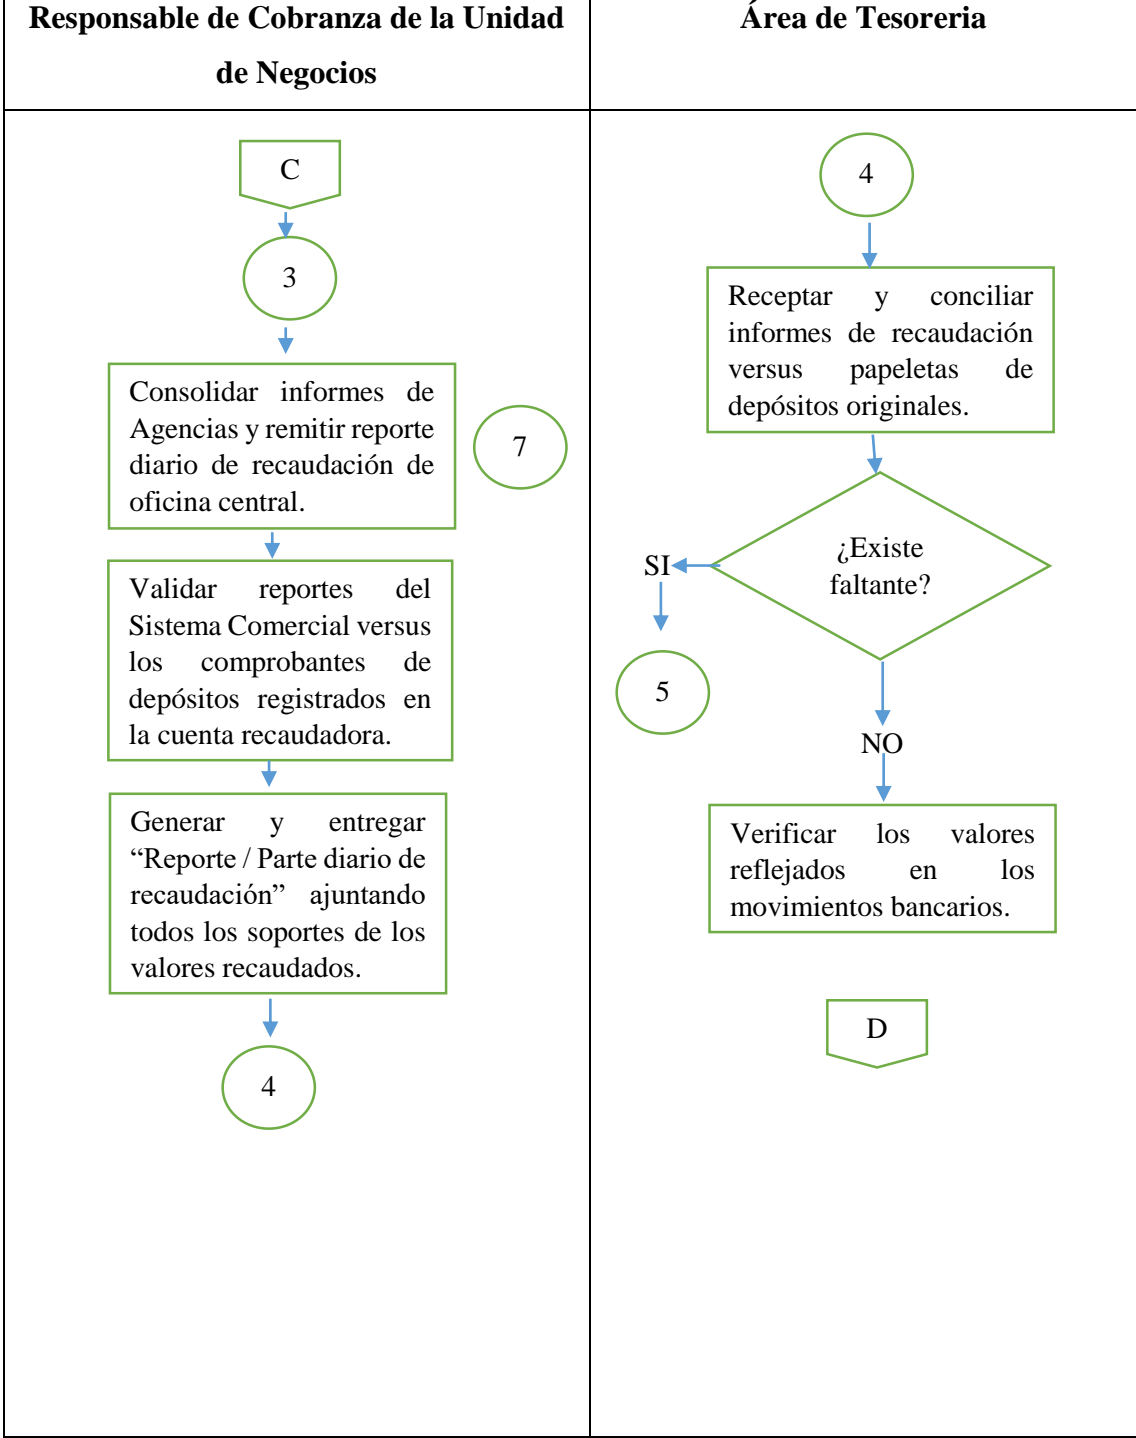 Responsable de Cobranza de la Unidad
de Negocios
Área de Tesoreria
C
3
Consolidar informes de
Agencias y remitir reporte
diario de recaudación de
oficina central.
7
Validar reportes del
Sistema Comercial versus
los comprobantes de
depósitos registrados en
la cuenta recaudadora.
Generar y entregar
“Reporte / Parte diario de
recaudación” ajuntando
todos los soportes de los
valores recaudados.
4
4
Receptar y conciliar
informes de recaudación
versus papeletas de
depósitos originales.
¿Existe
faltante?
SI
5
NO
Verificar los valores
reflejados en los
movimientos bancarios.
D